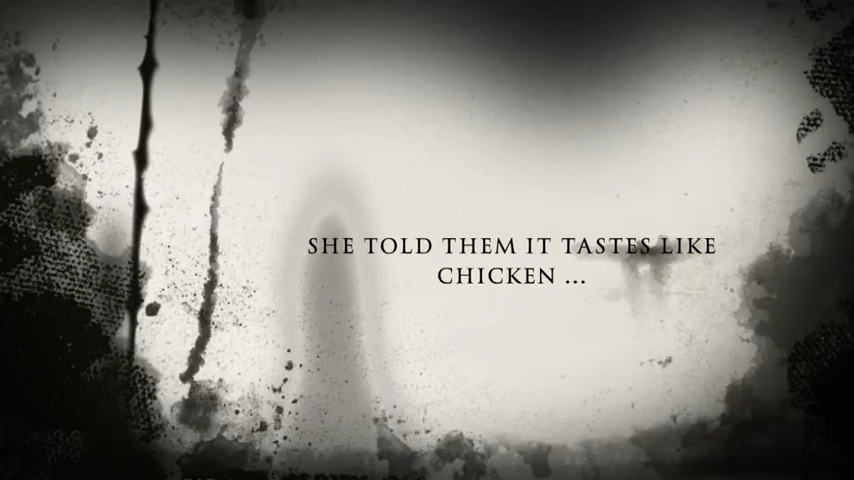 SHE TOLD THEM IT TASTES LIKE
CHICKEN ...